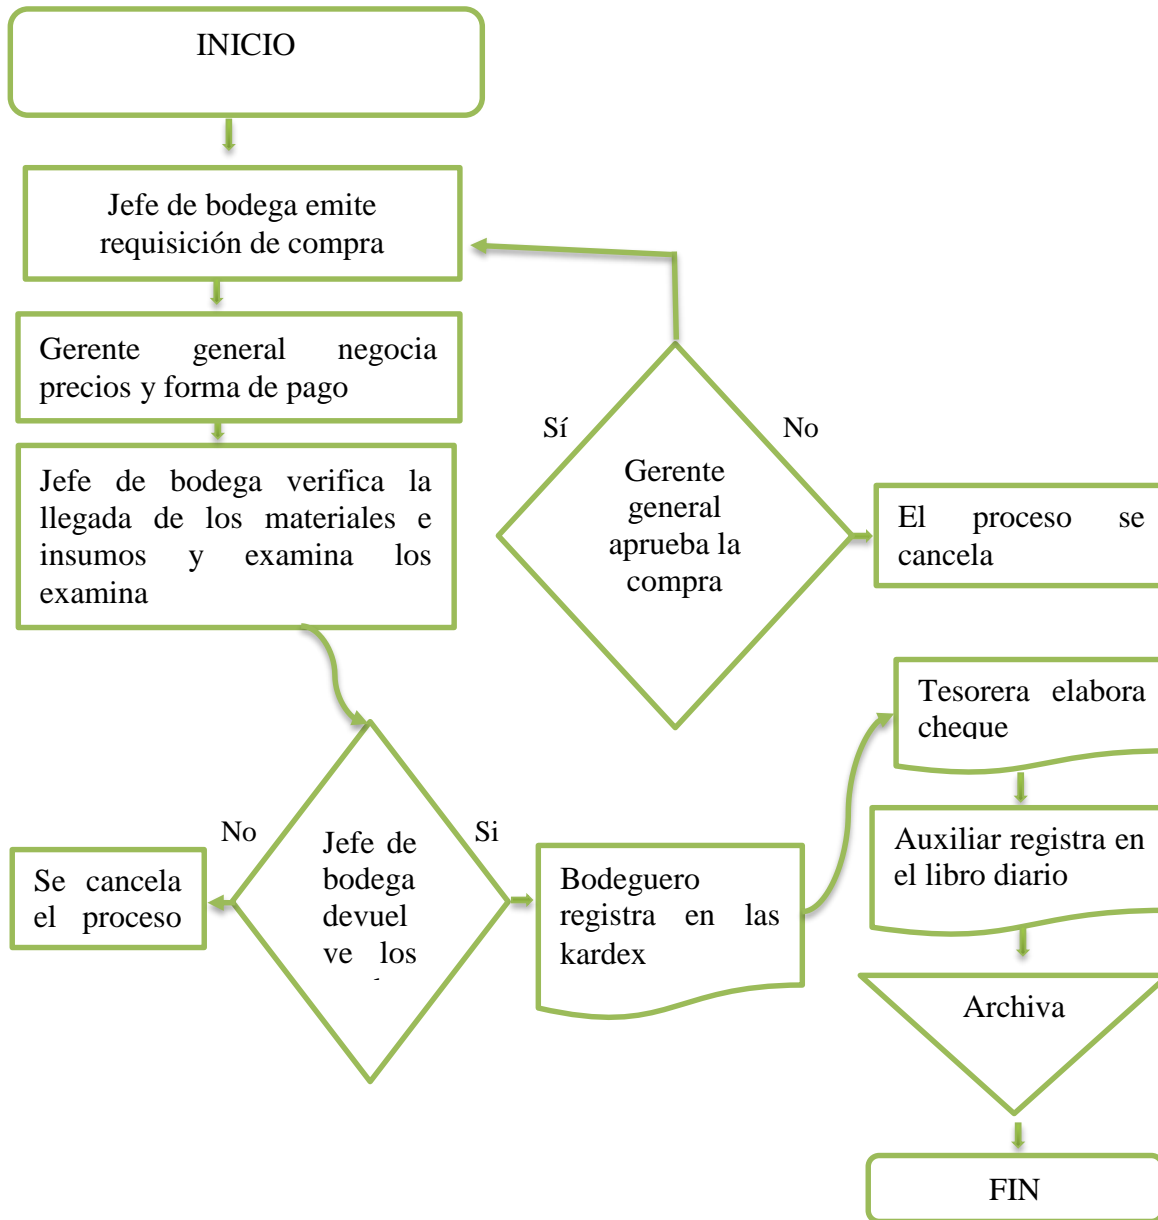 INICIO
Jefe de bodega emite
requisición de compra
Gerente general negocia
precios y forma de pago
Jefe de bodega verifica la
llegada de los materiales e
insumos y examina los
examina
Sí
No
Gerente
general
aprueba la
compra
El proceso se
cancela
Tesorera elabora
cheque
No
Si
Jefe de
bodega
devuel
ve los
Se cancela
el proceso
Bodeguero
registra en las
kardex
Auxiliar registra en
el libro diario
Archiva
FIN